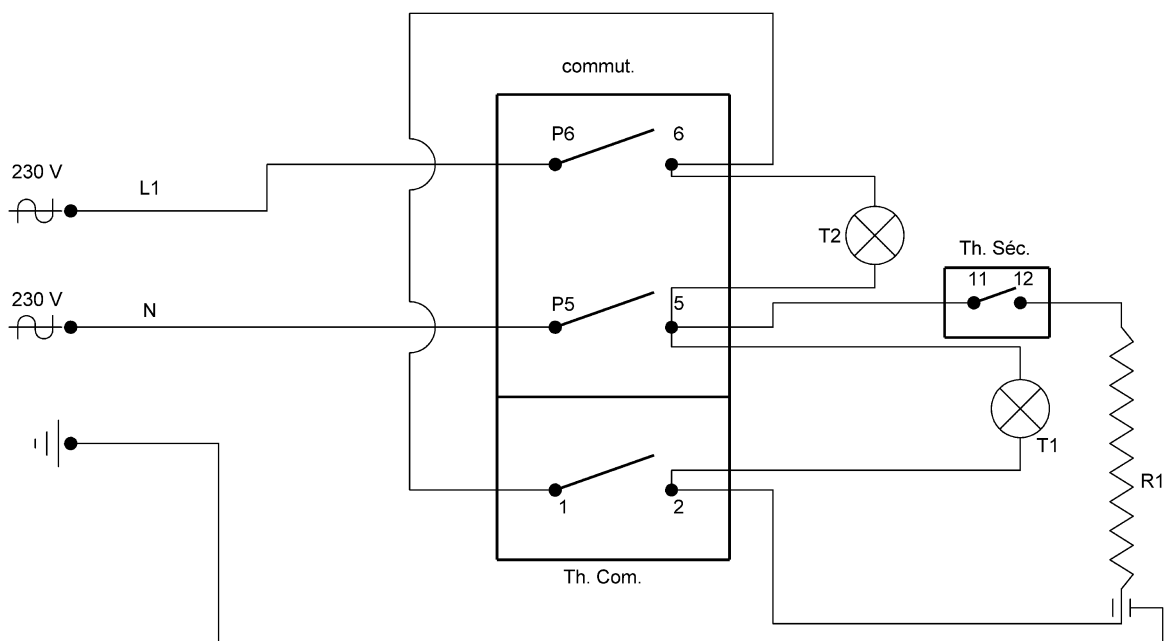 commut.
P6
6
230 V
L1
T2
Th. Séc.
11
12
230 V
N
P5
5
T1
R1
1
2
Th. Com.